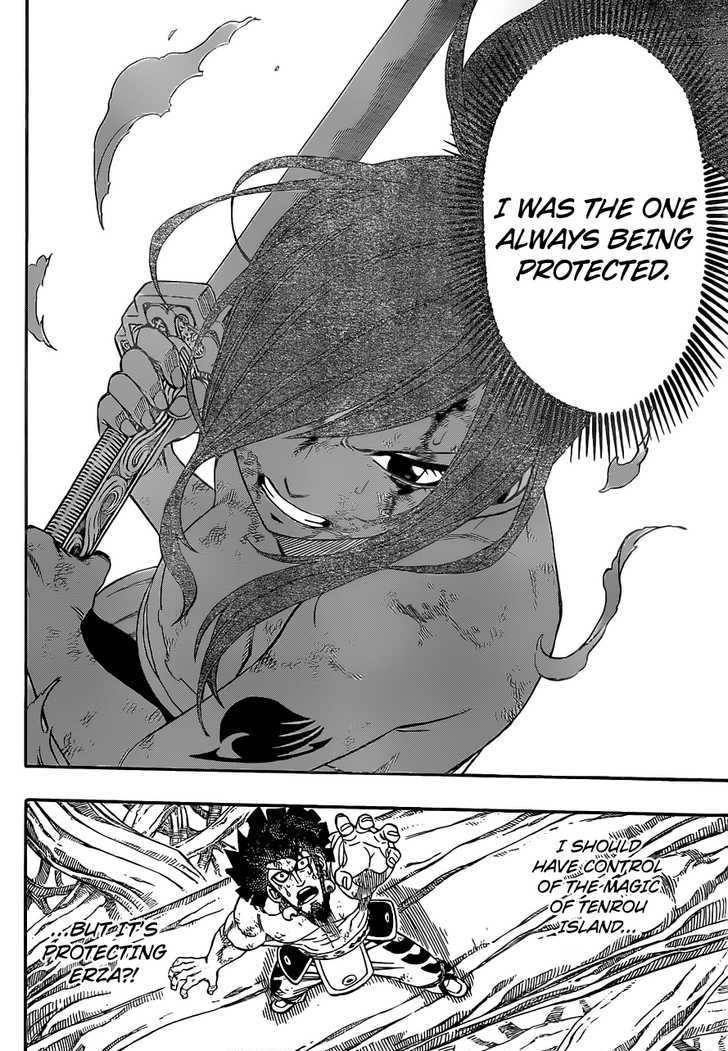 I WAS THE ONE
ALWAYS BEING
PROTECTED.
I SHOULD
HAVE CONTROL
OF THE MAGIC
OF TENROU
ISLAND...
...BUT IT'S
PROTECTING
ERZA?!